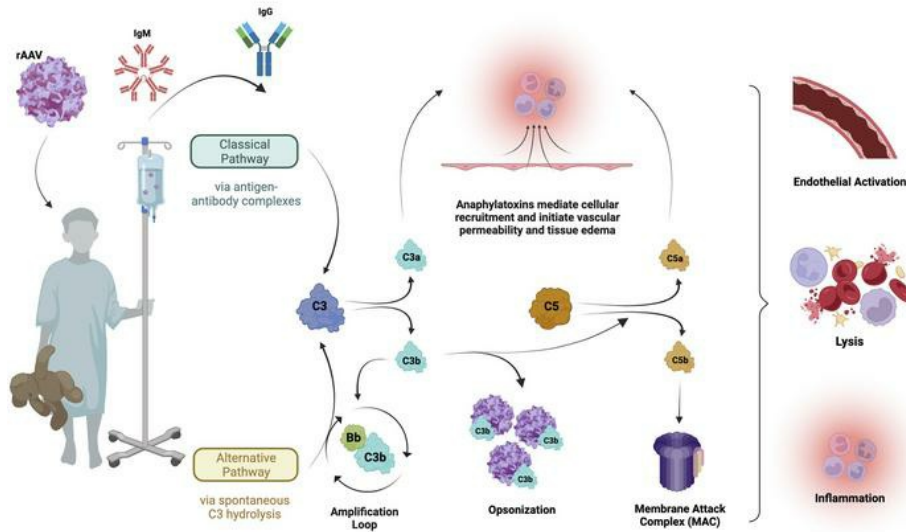 IgG
IgM
rAAV
Classical
Pathway
via antigen-
antibody complexes
Anaphylatoxins mediate cellular
recruitment and initiate vascular
permeability and tissue edema
Endothelial Activation
C3a
C5a
C3
C5
C3b
C5b
Lysis
Bb
C3b
C3b
C3b
C3b
Alternative
Pathway
via spontaneous
C3 hydrolysis
Amplification
Loop
Opsonization
Membrane Attack
Complex (MAC)
Inflammation